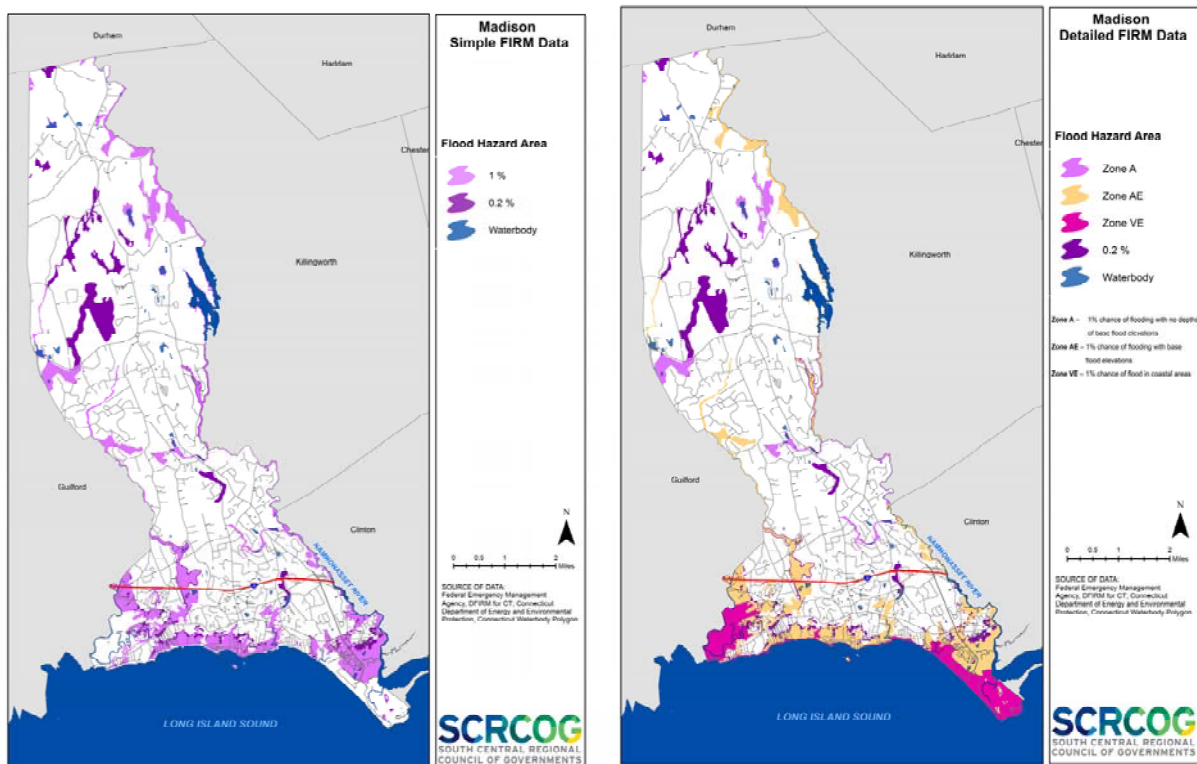 Madison
Simple FIRM Data
Durham
Haddam
Chester
Flood Hazard Area
1 %
0.2 %
Waterbody
Killingworth
Guilford
Clinton
N
0 0.5 1 2
Miles
SOURCE OF DATA:
Federal Emergency Management
Agency, DFIRM for CT, Connecticut
Department of Energy and Environmental
Protection, Connecticut Waterbody Polygon
LONG ISLAND SOUND
SCRCOG
SOUTH CENTRAL REGIONAL
COUNCIL OF GOVERNMENTS
Madison
Detailed FIRM Data
Durham
Haddam
Chester
Flood Hazard Area
Zone A
Zone AE
Zone VE
0.2 %
Waterbody
Killingworth
Zone A – 1% chance of flooding with no depths
of base flood elevations
Zone AE – 1% chance of flooding with base
flood elevations
Zone VE – 1% chance of flood in coastal areas
Guilford
Clinton
N
0 0.5 1 2
Miles
SOURCE OF DATA:
Federal Emergency Management
Agency, DFIRM for CT, Connecticut
Department of Energy and Environmental
Protection, Connecticut Waterbody Polygon
LONG ISLAND SOUND
SCRCOG
SOUTH CENTRAL REGIONAL
COUNCIL OF GOVERNMENTS